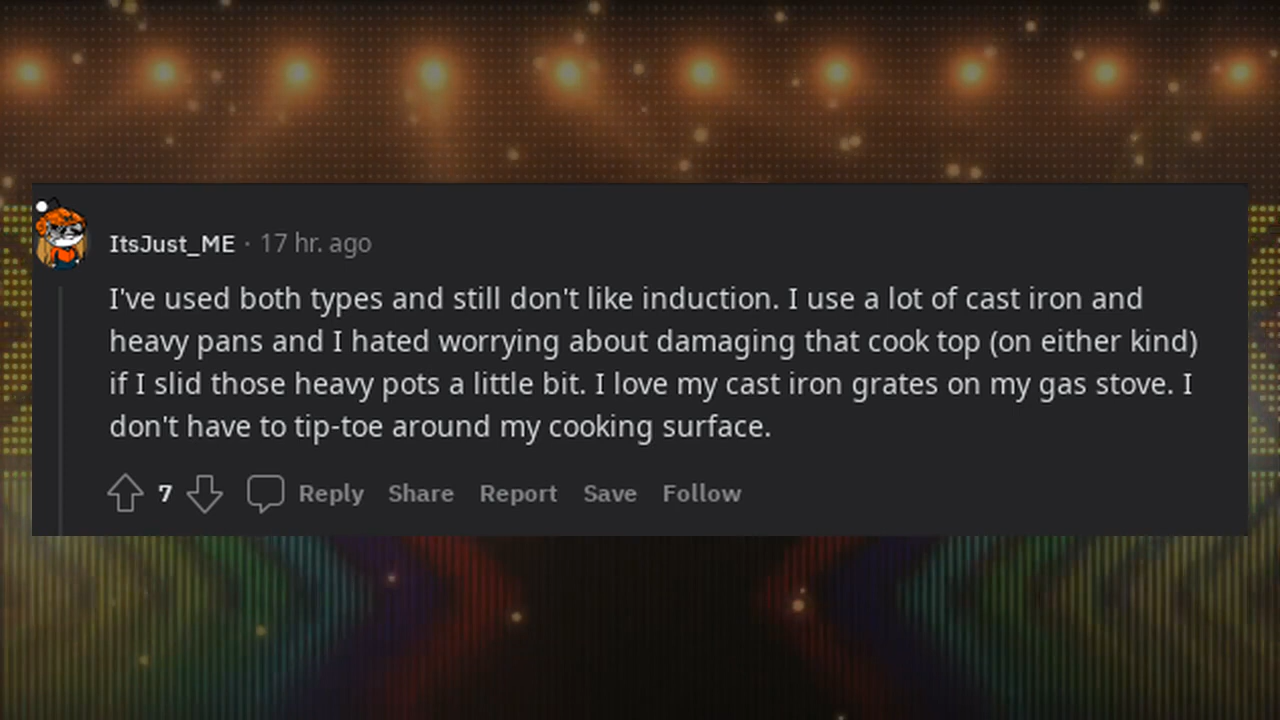 ItsJust_ME · 17 hr. ago
I've used both types and still don't like induction. I use a lot of cast iron and
heavy pans and I hated worrying about damaging that cook top (on either kind)
if I slid those heavy pots a little bit. I love my cast iron grates on my gas stove. I
don't have to tip-toe around my cooking surface.
7 Reply Share Report Save Follow